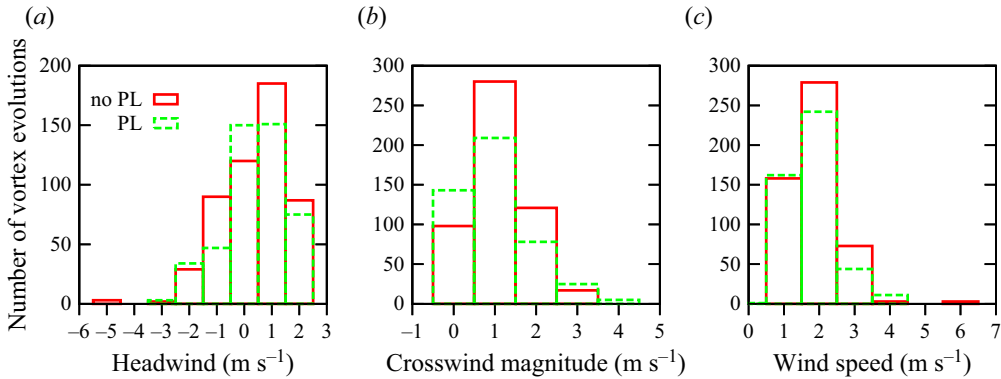 (a)
(b)
(c)
Number of vortex evolutions
200
150
100
50
0
no PL
PL
–6 –5 –4 –3 –2 –1 0 1 2 3
Headwind (m s–1)
300
250
200
150
100
50
0
–1 0 1 2 3 4 5
Crosswind magnitude (m s–1)
300
250
200
150
100
50
0
0 1 2 3 4 5 6 7
Wind speed (m s–1)